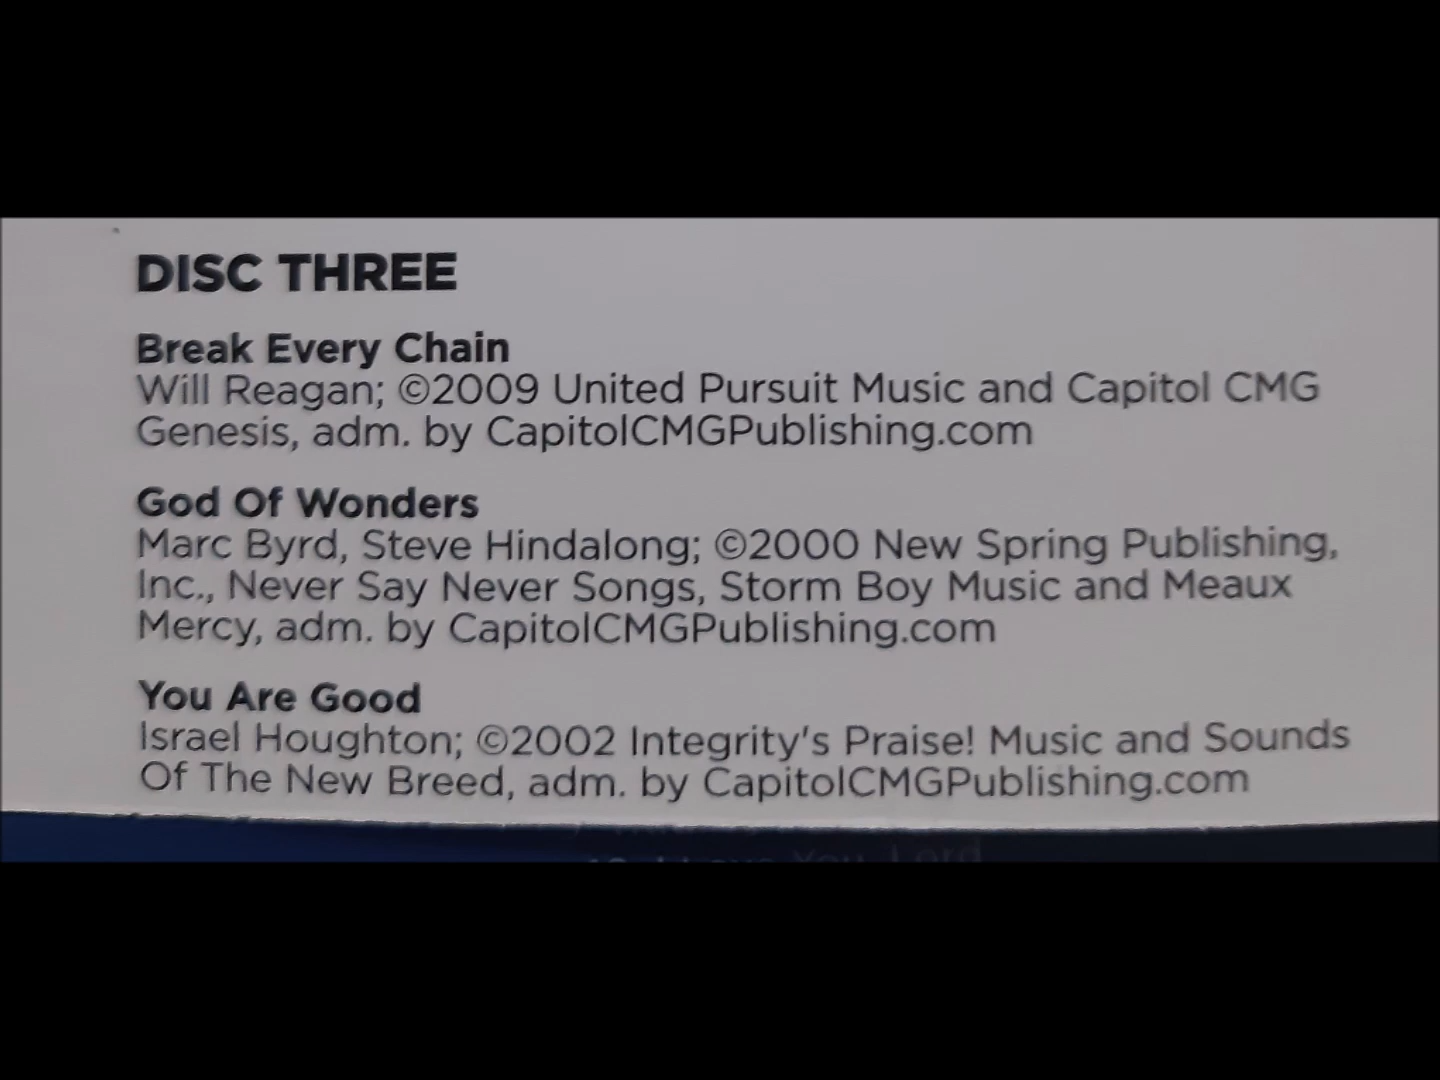 DISC THREE
Break Every Chain
Will Reagan; ©2009 United Pursuit Music and Capitol CMG
Genesis, adm. by CapitolCMGPublishing.com
God Of Wonders
Marc Byrd, Steve Hindalong; ©2000 New Spring Publishing,
Inc., Never Say Never Songs, Storm Boy Music and Meaux
Mercy, adm. by CapitolCMGPublishing.com
You Are Good
Israel Houghton; ©2002 Integrity's Praise! Music and Sounds
Of The New Breed, adm. by CapitolCMGPublishing.com
You, Lord